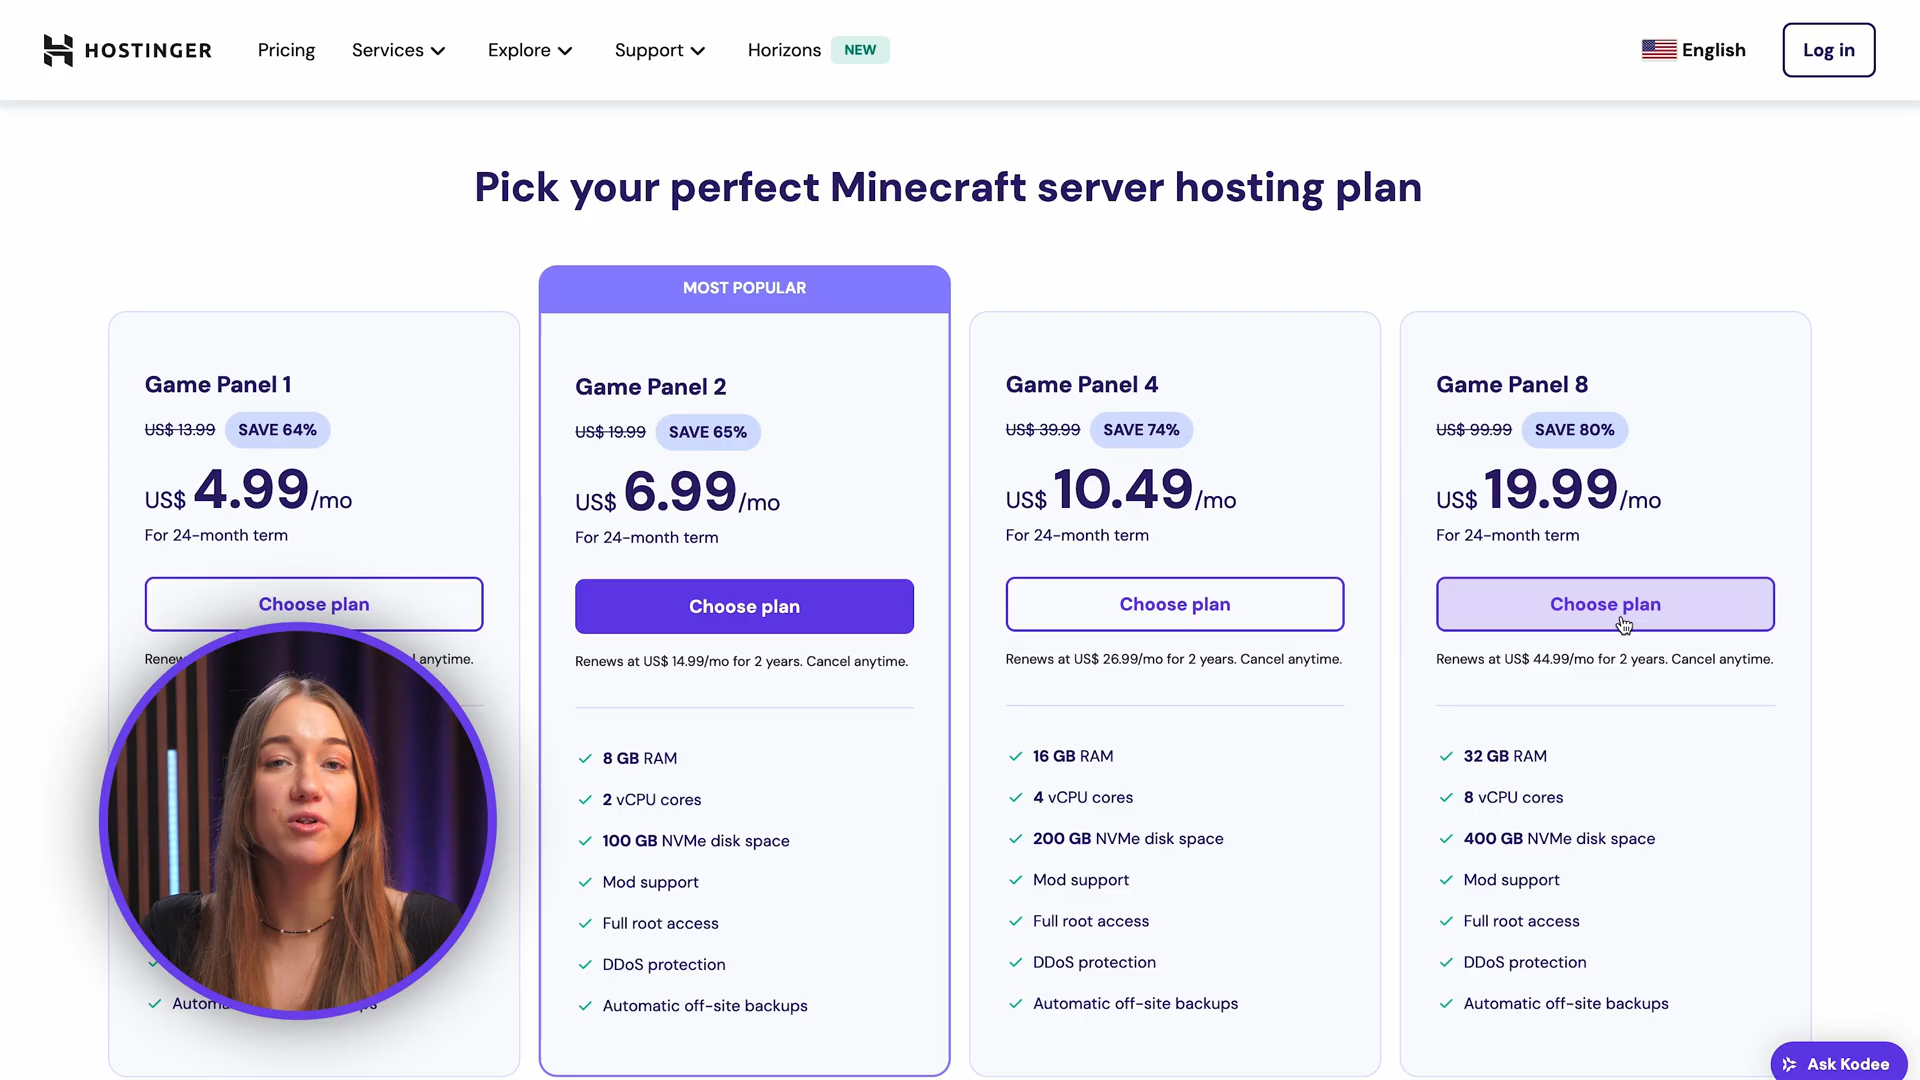 HOSTINGER
Pricing
Services
Explore
Support
Horizons
NEW
English
Log in
Pick your perfect Minecraft server hosting plan
Game Panel 1
US$ 13.99
SAVE 64%
US$ 4.99/mo
For 24-month term
Choose plan
anytime.
MOST POPULAR
Game Panel 2
US$ 19.99
SAVE 65%
US$ 6.99/mo
For 24-month term
Choose plan
Renews at US$ 14.99/mo for 2 years. Cancel anytime.
8 GB RAM
2 vCPU cores
100 GB NVMe disk space
Mod support
Full root access
DDoS protection
Automatic off-site backups
Game Panel 4
US$ 39.99
SAVE 74%
US$ 10.49/mo
For 24-month term
Choose plan
Renews at US$ 26.99/mo for 2 years. Cancel anytime.
16 GB RAM
4 vCPU cores
200 GB NVMe disk space
Mod support
Full root access
DDoS protection
Automatic off-site backups
Game Panel 8
US$ 99.99
SAVE 80%
US$ 19.99/mo
For 24-month term
Choose plan
Renews at US$ 44.99/mo for 2 years. Cancel anytime.
32 GB RAM
8 vCPU cores
400 GB NVMe disk space
Mod support
Full root access
DDoS protection
Automatic off-site backups
Ask Kodee